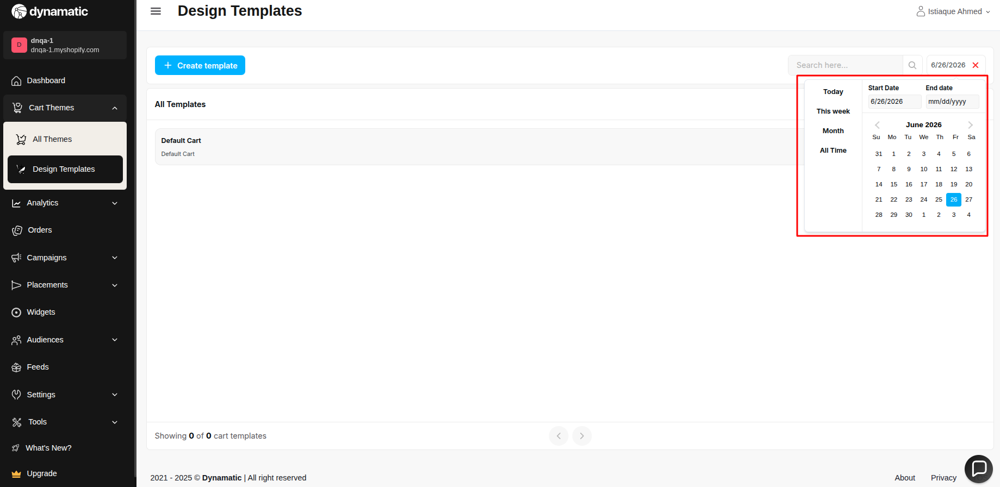 dynamatic
D
dnqa-1
dnqa-1.myshopify.com
Dashboard
Cart Themes
All Themes
Design Templates
Analytics
Orders
Campaigns
Placements
Widgets
Audiences
Feeds
Settings
Tools
What's New?
Upgrade
Design Templates
Istiaque Ahmed
Create template
Search here...
6/26/2026
All Templates
Default Cart
Default Cart
Today
This week
Month
All Time
Start Date End date
6/26/2026 mm/dd/yyyy
June 2026
Su Mo Tu We Th Fr Sa
31 1 2 3 4 5 6
7 8 9 10 11 12 13
14 15 16 17 18 19 20
21 22 23 24 25 26 27
28 29 30 1 2 3 4
Showing 0 of 0 cart templates
2021 - 2025 © Dynamatic | All right reserved
About Privacy